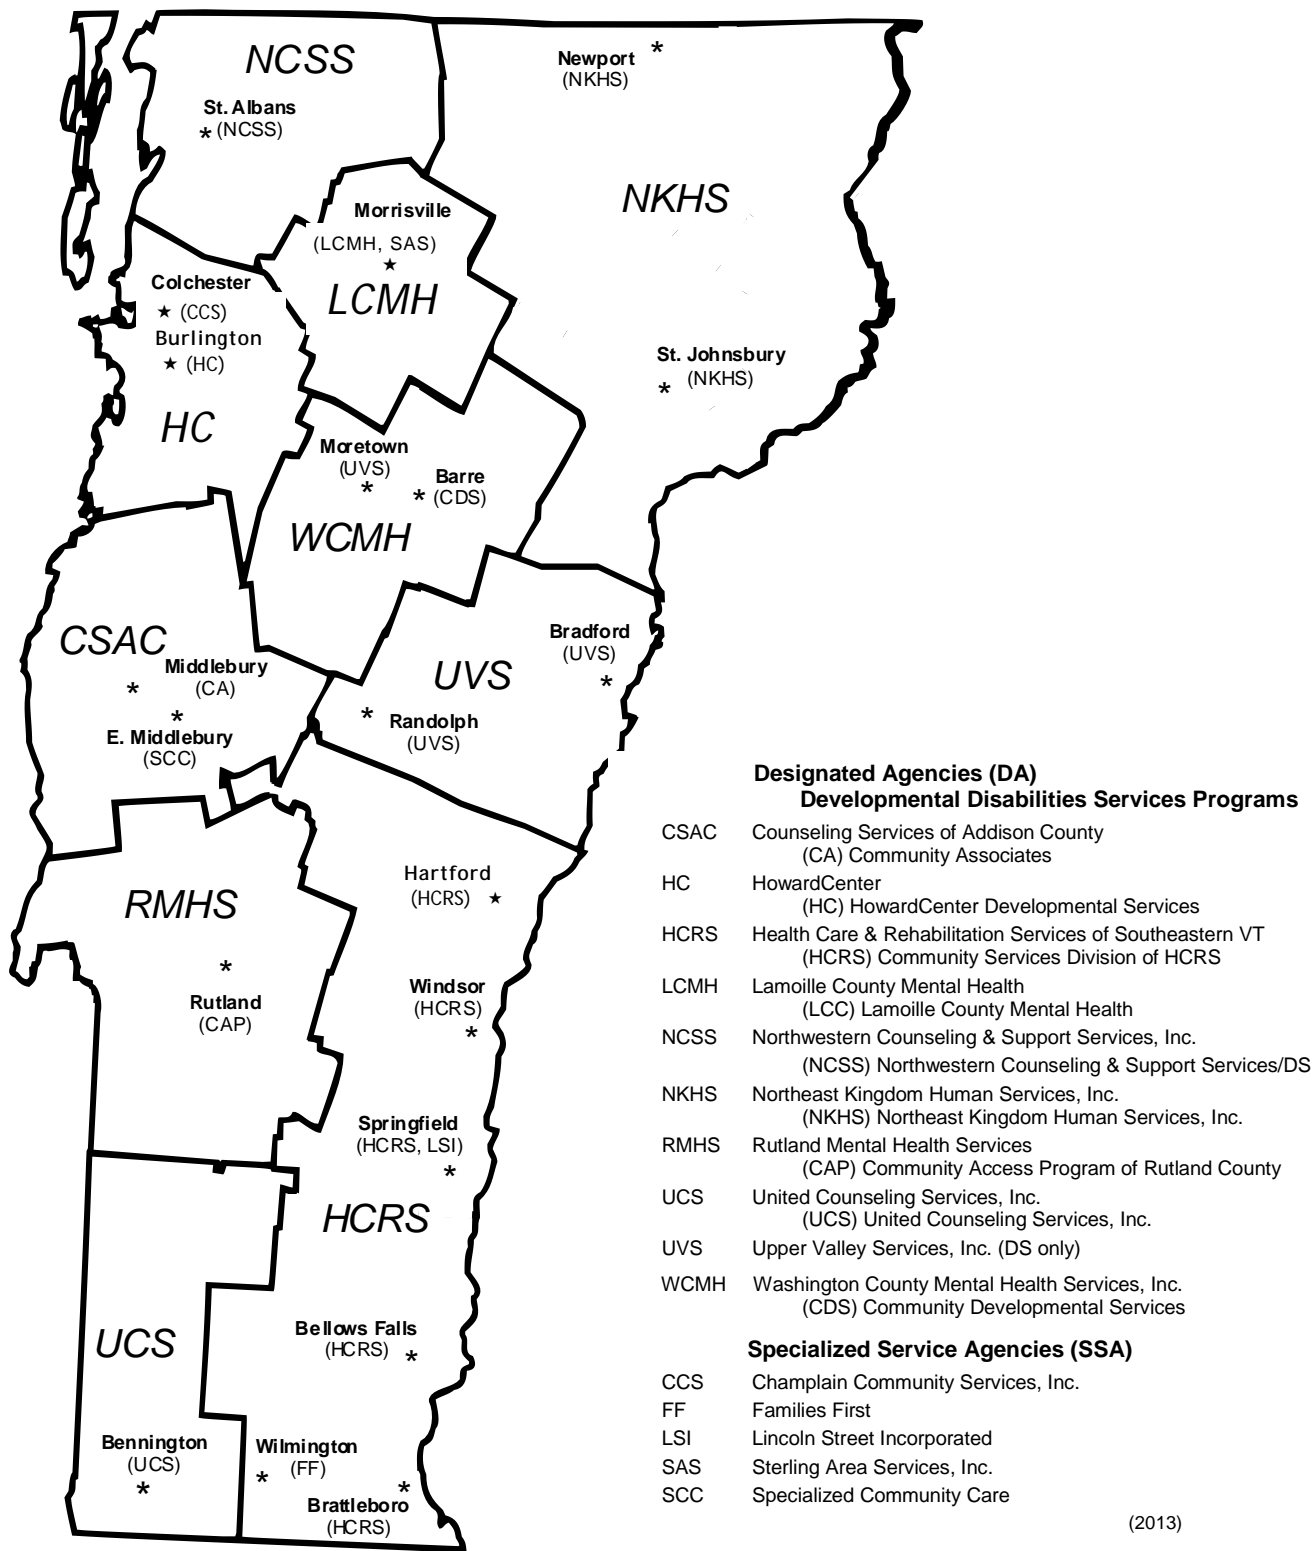 NCSS
Newport
(NKHS)
St. Albans
(NCSS)
NKHS
Morrisville
(LCMH, SAS)
LCMH
Colchester
(CCS)
Burlington
(HC)
St. Johnsbury
(NKHS)
HC
Moretown
(UVS)
Barre
(CDS)
WCMH
CSAC
Middlebury
(CA)
E. Middlebury
(SCC)
Bradford
(UVS)
UVS
Randolph
(UVS)
Hartford
(HCRS)
RMHS
Rutland
(CAP)
Windsor
(HCRS)
Springfield
(HCRS, LSI)
HCRS
Bellows Falls
(HCRS)
UCS
Bennington
(UCS)
Wilmington
(FF)
Brattleboro
(HCRS)
Designated Agencies (DA)
Developmental Disabilities Services Programs
CSAC Counseling Services of Addison County
(CA) Community Associates
HC HowardCenter
(HC) HowardCenter Developmental Services
HCRS Health Care & Rehabilitation Services of Southeastern VT
(HCRS) Community Services Division of HCRS
LCMH Lamoille County Mental Health
(LCC) Lamoille County Mental Health
NCSS Northwestern Counseling & Support Services, Inc.
(NCSS) Northwestern Counseling & Support Services/DS
NKHS Northeast Kingdom Human Services, Inc.
(NKHS) Northeast Kingdom Human Services, Inc.
RMHS Rutland Mental Health Services
(CAP) Community Access Program of Rutland County
UCS United Counseling Services, Inc.
(UCS) United Counseling Services, Inc.
UVS Upper Valley Services, Inc. (DS only)
WCMH Washington County Mental Health Services, Inc.
(CDS) Community Developmental Services
Specialized Service Agencies (SSA)
CCS Champlain Community Services, Inc.
FF Families First
LSI Lincoln Street Incorporated
SAS Sterling Area Services, Inc.
SCC Specialized Community Care
(2013)